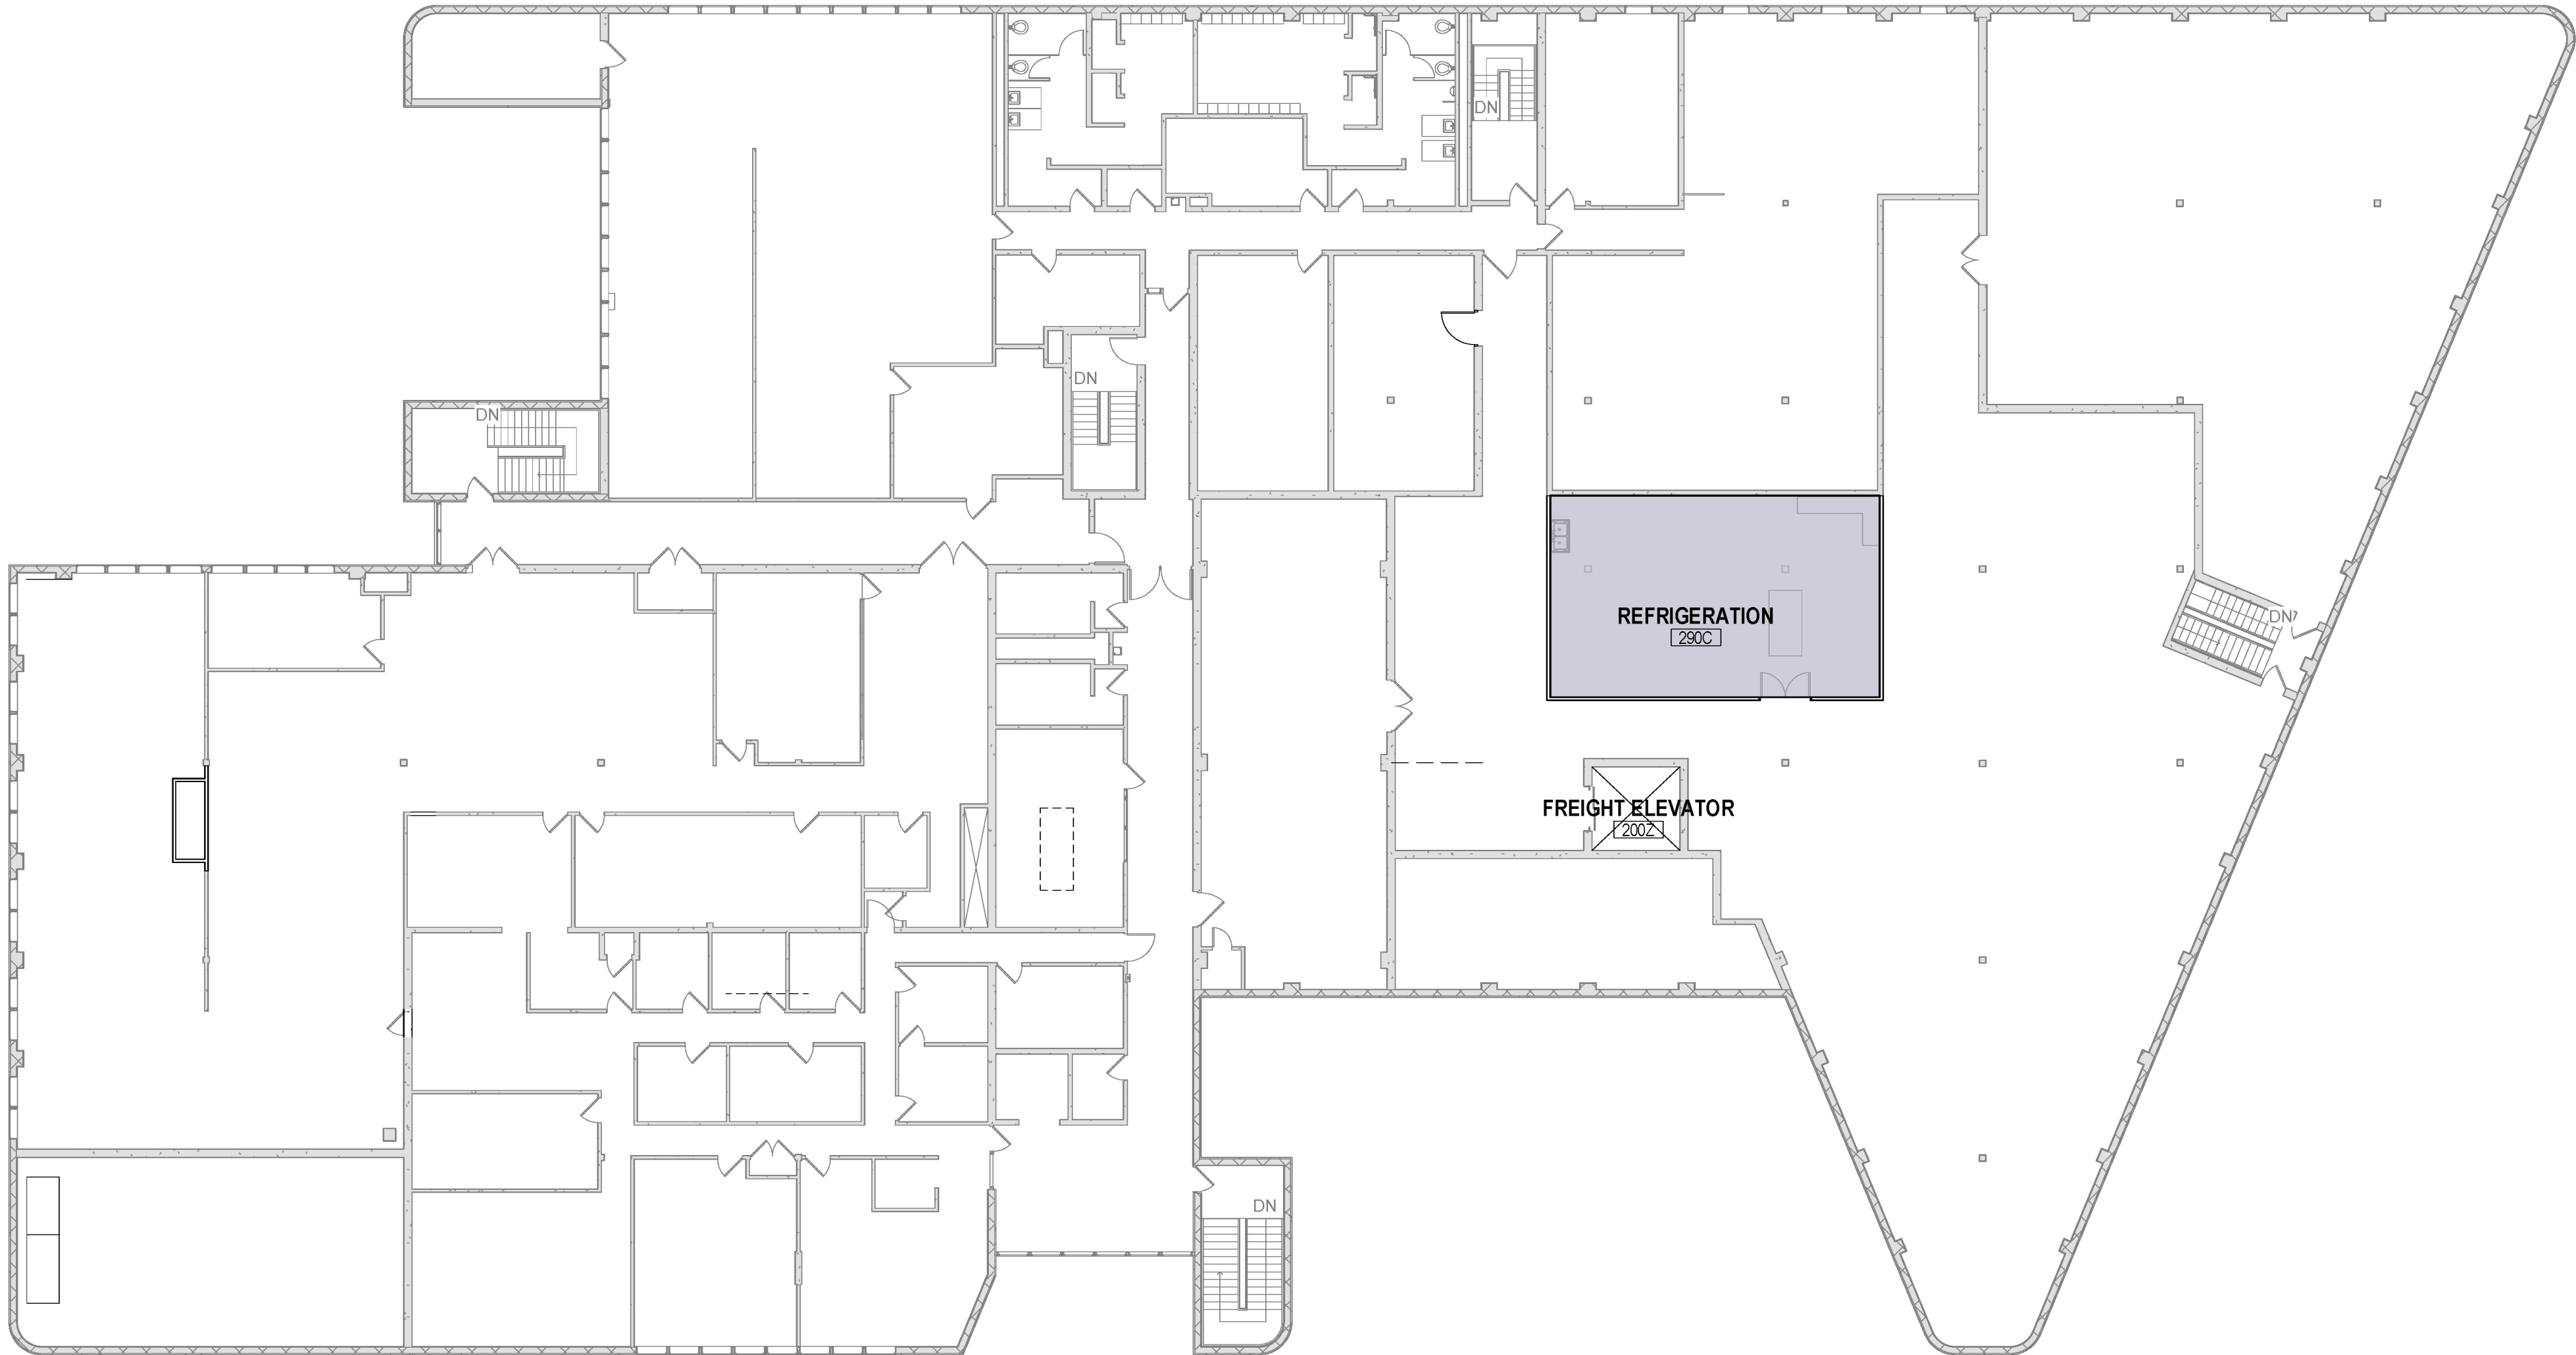 DN
DN
DN
REFRIGERATION
290C
DN
FREIGHT ELEVATOR
200Z
DN